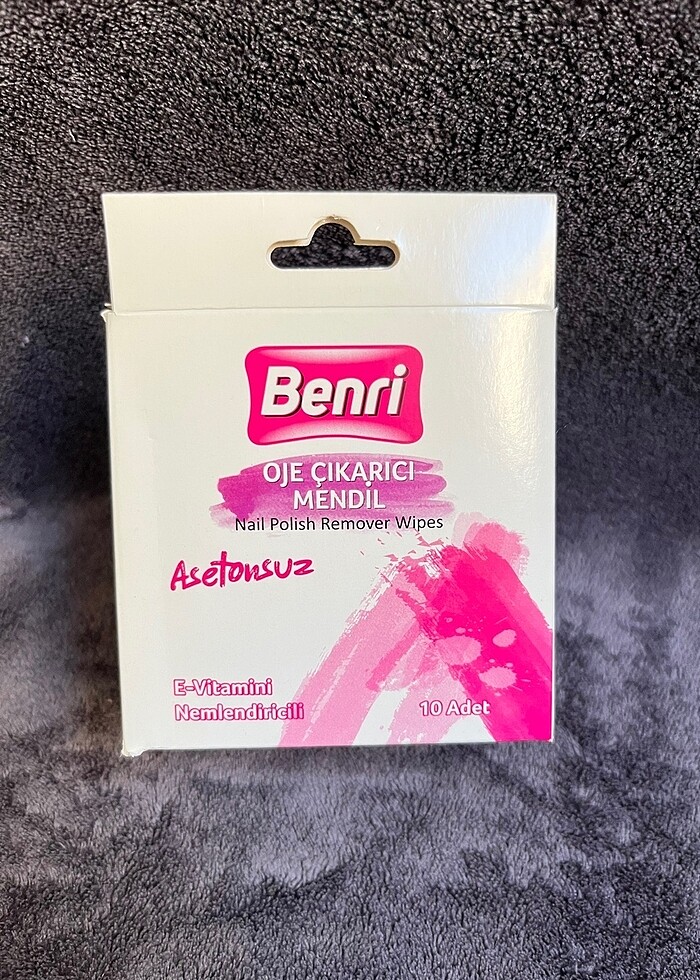 Benri
OJE ÇIKARICI
MENDİL
Nail Polish Remover Wipes
Asetonsuz
E-Vitamini
Nemlendiricili
10 Adet